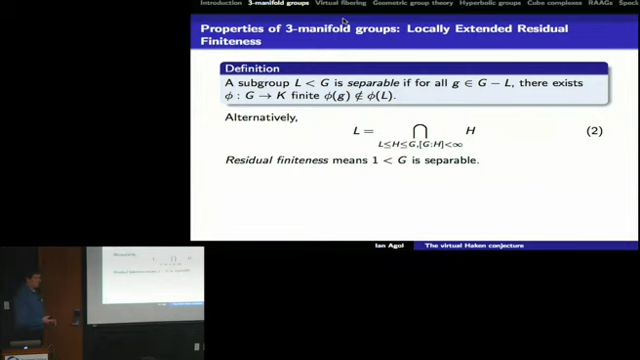 Introduction 3-manifold groups Virtual fibering Geometric group theory Hyperbolic groups Cube complexes RAAGs Speci
Properties of 3-manifold groups: Locally Extended Residual
Finiteness
Definition
A subgroup L < G is separable if for all g ∈ G − L, there exists
φ : G → K finite φ(g) ∉ φ(L).
Alternatively,
L = ⋂ H (2)
L≤H≤G,[G:H]<∞
Residual finiteness means 1 < G is separable.
Ian Agol The virtual Haken conjecture